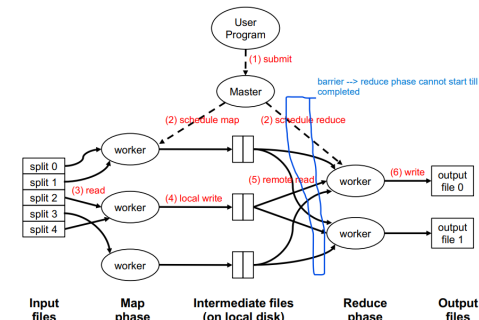 User
Program
(1) submit
barrier --> reduce phase cannot start till
completed
Master
(2) schedule map
(2) schedule reduce
worker
split 0
split 1
split 2
split 3
split 4
(3) read
worker
(4) local write
(5) remote read
worker
(6) write
output
file 0
worker
output
file 1
worker
Input
files
Map
phase
Intermediate files
(on local disk)
Reduce
phase
Output
files